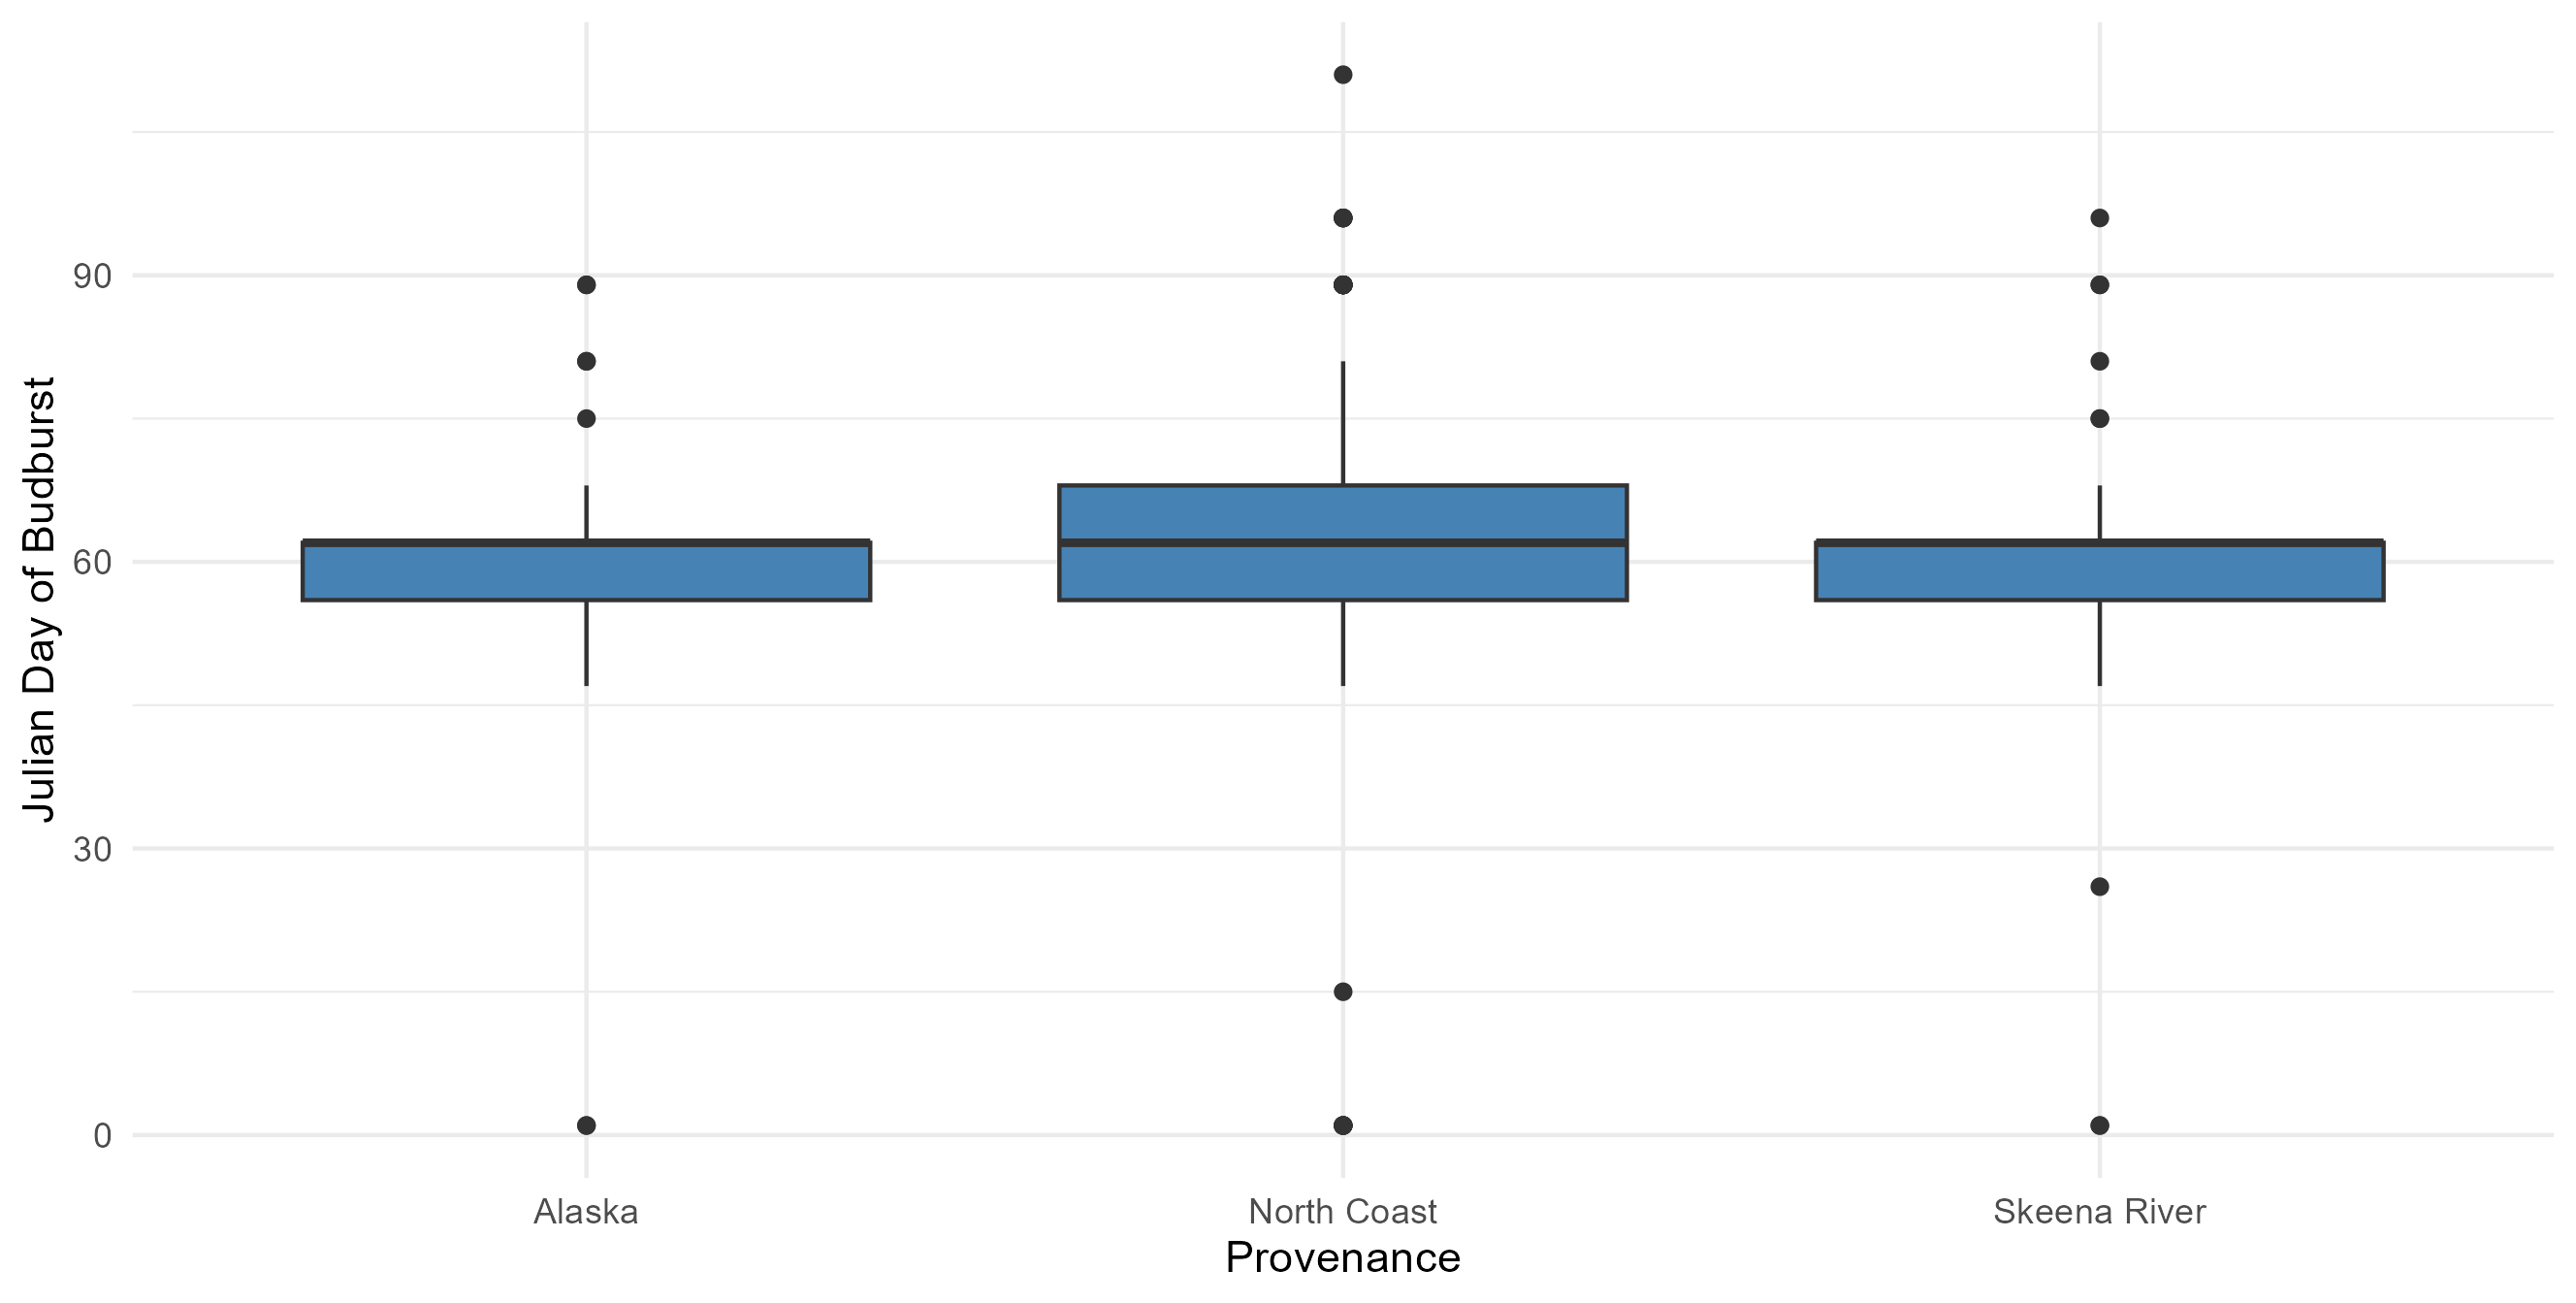 Julian Day of Budburst
90
60
30
0
Alaska
North Coast
Skeena River
Provenance